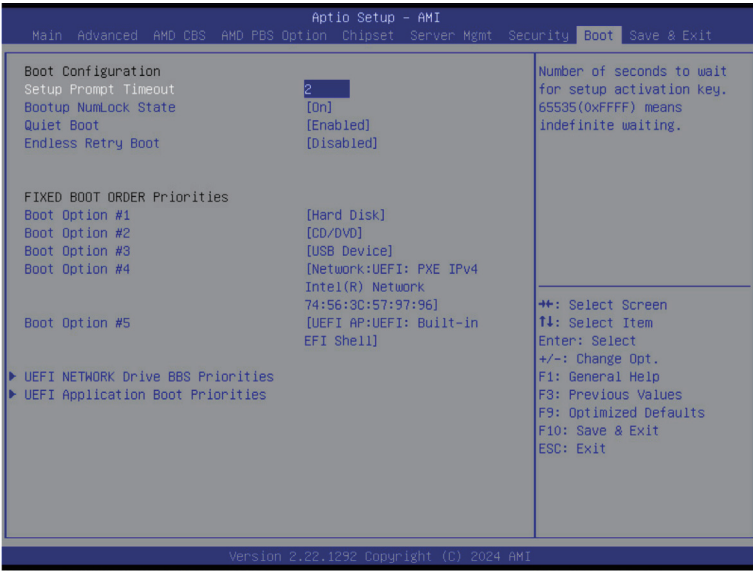 Aptio Setup – AMI
Main Advanced AMD CBS AMD PBS Option Chipset Server Mgmt Security Boot Save & Exit
Boot Configuration
Setup Prompt Timeout 2
Bootup NumLock State [On]
Quiet Boot [Enabled]
Endless Retry Boot [Disabled]
FIXED BOOT ORDER Priorities
Boot Option #1 [Hard Disk]
Boot Option #2 [CD/DVD]
Boot Option #3 [USB Device]
Boot Option #4 [Network:UEFI: PXE IPv4
Intel(R) Network
74:56:3C:57:97:96]
Boot Option #5 [UEFI AP:UEFI: Built-in
EFI Shell]
▶ UEFI NETWORK Drive BBS Priorities
▶ UEFI Application Boot Priorities
Number of seconds to wait
for setup activation key.
65535(0xFFFF) means
indefinite waiting.
→←: Select Screen
↑↓: Select Item
Enter: Select
+/-: Change Opt.
F1: General Help
F3: Previous Values
F9: Optimized Defaults
F10: Save & Exit
ESC: Exit
Version 2.22.1292 Copyright (C) 2024 AMI